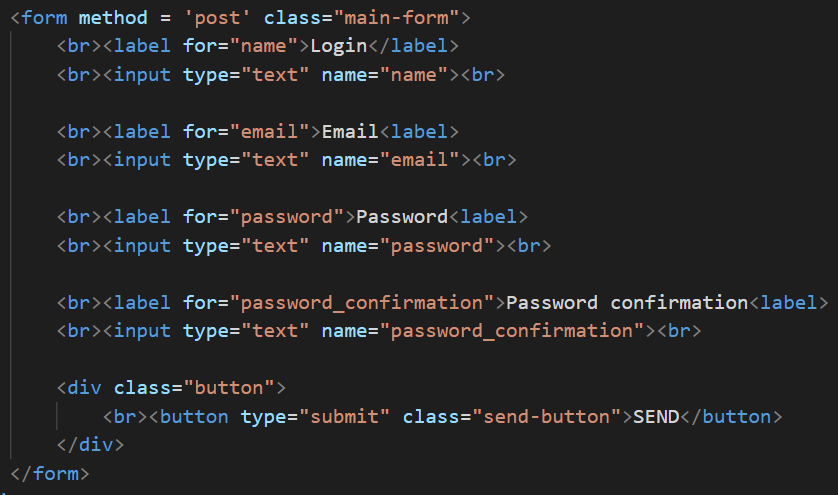 <form method = 'post' class="main-form">
    <br><label for="name">Login</label>
    <br><input type="text" name="name"><br>

    <br><label for="email">Email<label>
    <br><input type="text" name="email"><br>

    <br><label for="password">Password<label>
    <br><input type="text" name="password"><br>

    <br><label for="password_confirmation">Password confirmation<label>
    <br><input type="text" name="password_confirmation"><br>

    <div class="button">
        <br><button type="submit" class="send-button">SEND</button>
    </div>
</form>